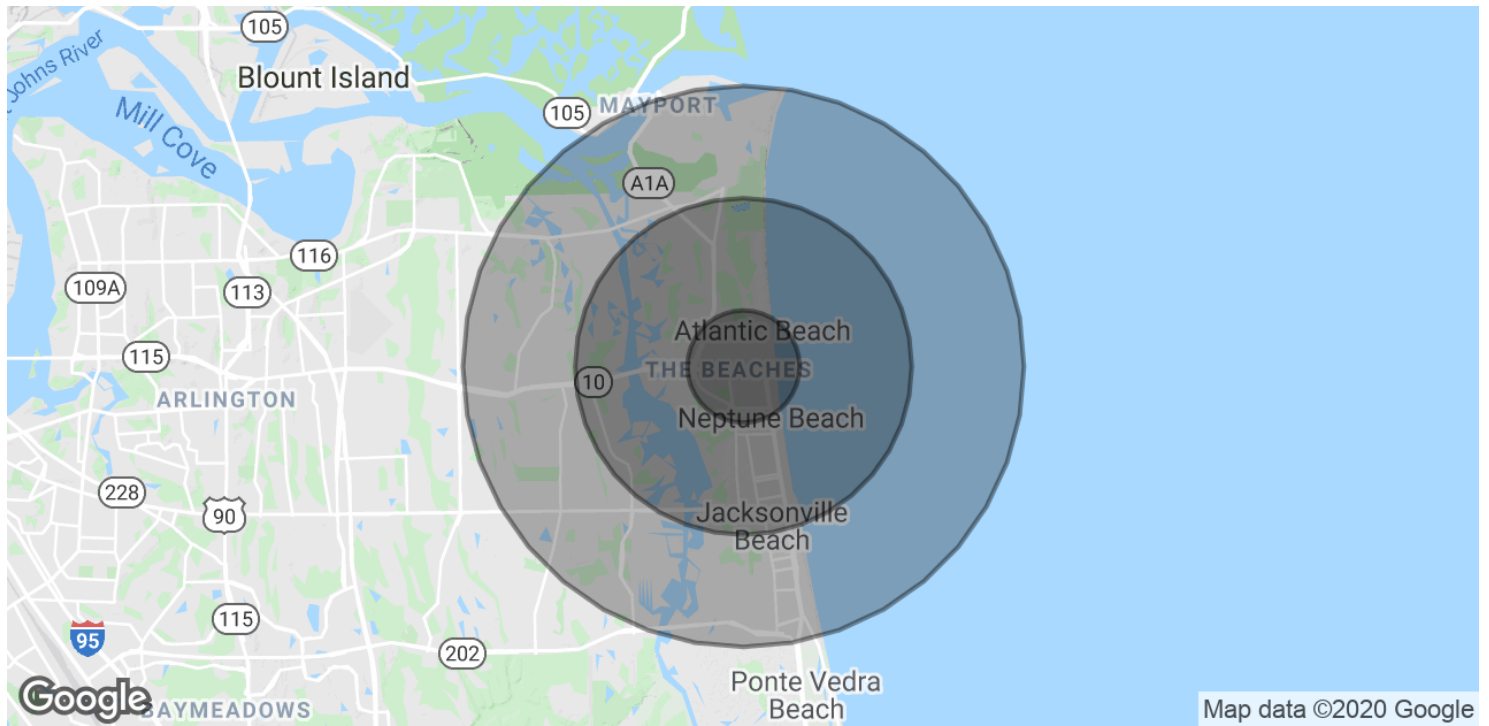 105
Johns River
Blount Island
Mill Cove
105
MAYPORT
A1A
116
109A
113
Atlantic Beach
115
THE BEACHES
10
ARLINGTON
Neptune Beach
228
90
Jacksonville
Beach
115
95
202
Ponte Vedra
Beach
Google
BAYMEADOWS
Map data ©2020 Google